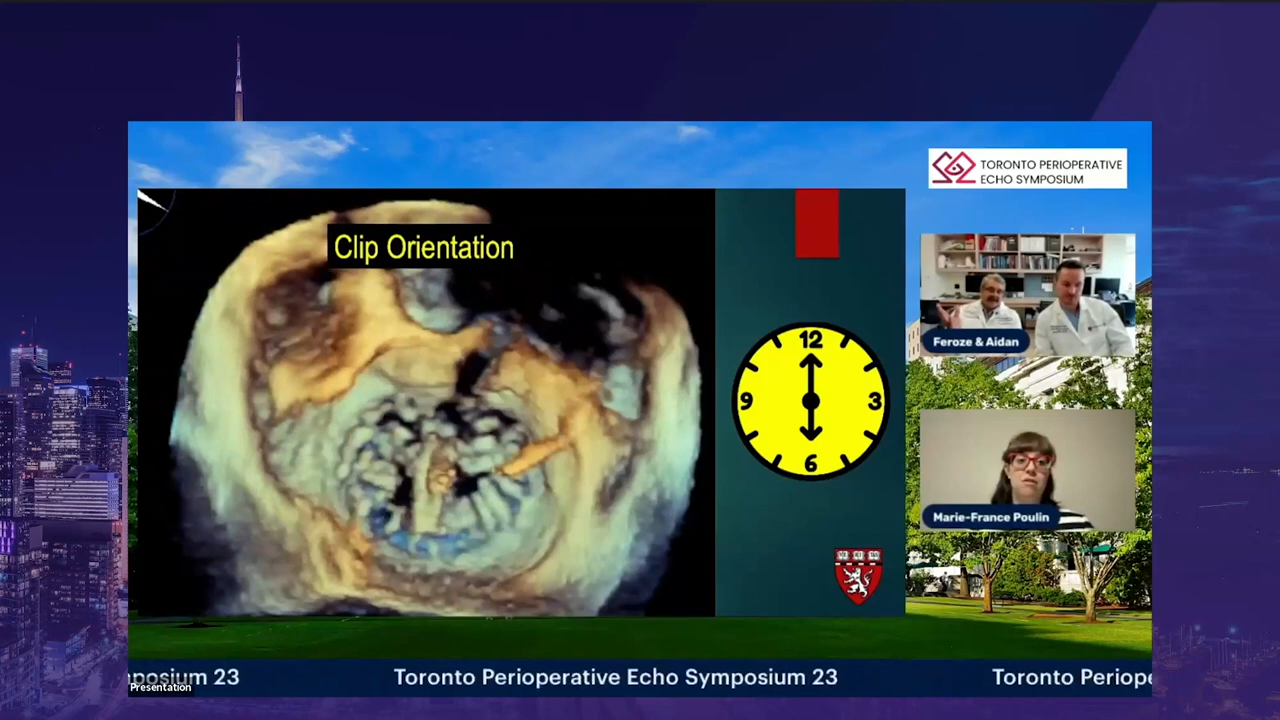 TORONTO PERIOPERATIVE
ECHO SYMPOSIUM
Clip Orientation
12
9
3
6
Feroze & Aidan
Marie-France Poulin
posium 23
Toronto Perioperative Echo Symposium 23
Toronto Periope
Presentation